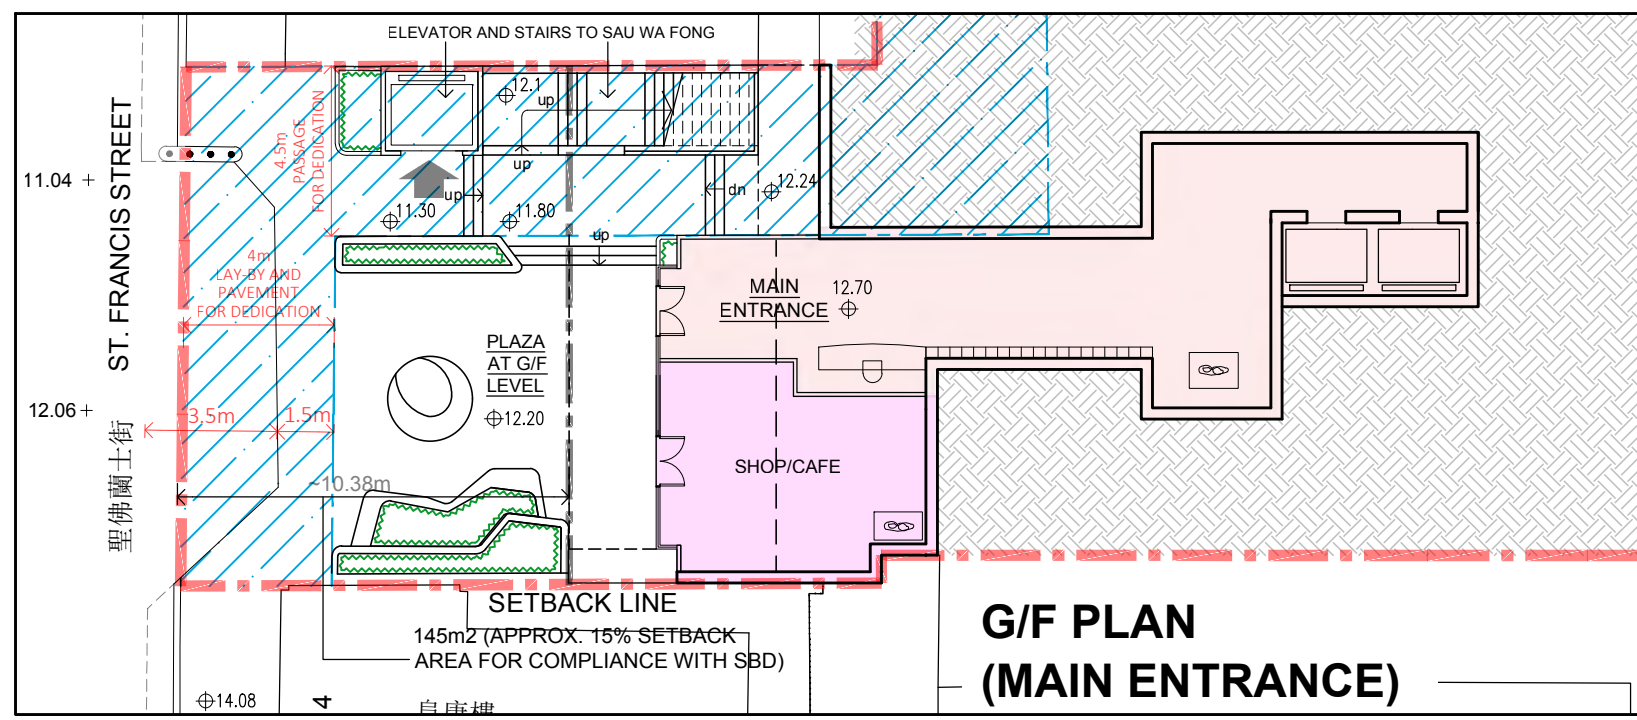 ELEVATOR AND STAIRS TO SAU WA FONG
12.1
up
up
up
dn
12.24
11.30
11.80
up
4.5m
PASSAGE
FOR DEDICATION
ST. FRANCIS STREET
聖佛蘭士街
11.04
12.06
4m
LAY-BY AND
PAVEMENT
FOR DEDICATION
3.5m
1.5m
PLAZA
AT G/F
LEVEL
12.20
MAIN
ENTRANCE
12.70
SHOP/CAFE
~10.38m
SETBACK LINE
145m2 (APPROX. 15% SETBACK
AREA FOR COMPLIANCE WITH SBD)
14.08
4
G/F PLAN
(MAIN ENTRANCE)